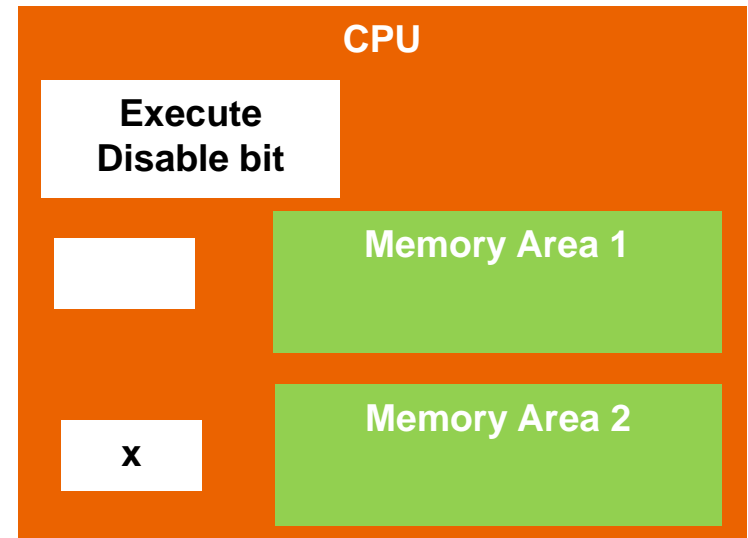 CPU
Execute
Disable bit
Memory Area 1
Memory Area 2
x